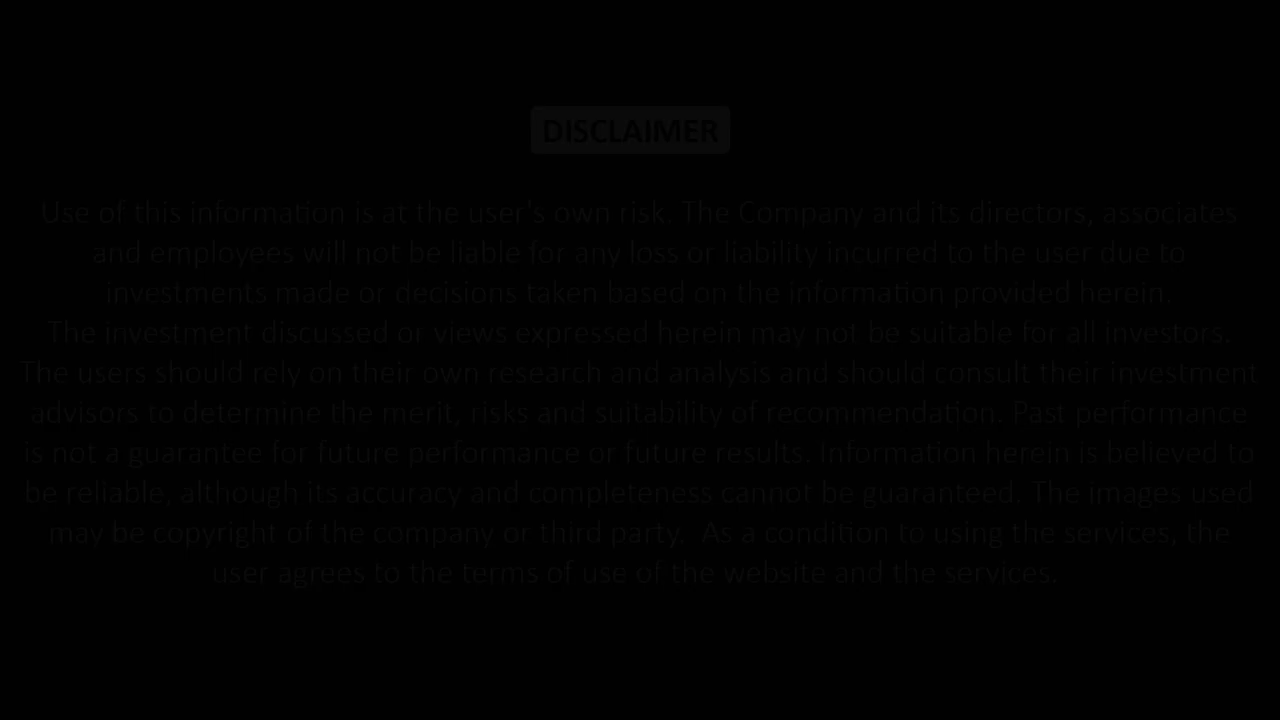 DISCLAIMER
Use of this information is at the user's own risk. The Company and its directors, associates
and employees will not be liable for any loss or liability incurred to the user due to
investments made or decisions taken based on the information provided herein.
The investment discussed or views expressed herein may not be suitable for all investors.
The users should rely on their own research and analysis and should consult their investment
advisors to determine the merit, risks and suitability of recommendation. Past performance
is not a guarantee for future performance or future results. Information herein is believed to
be reliable, although its accuracy and completeness cannot be guaranteed. The images used
may be copyright of the company or third party.  As a condition to using the services, the
user agrees to the terms of use of the website and the services.